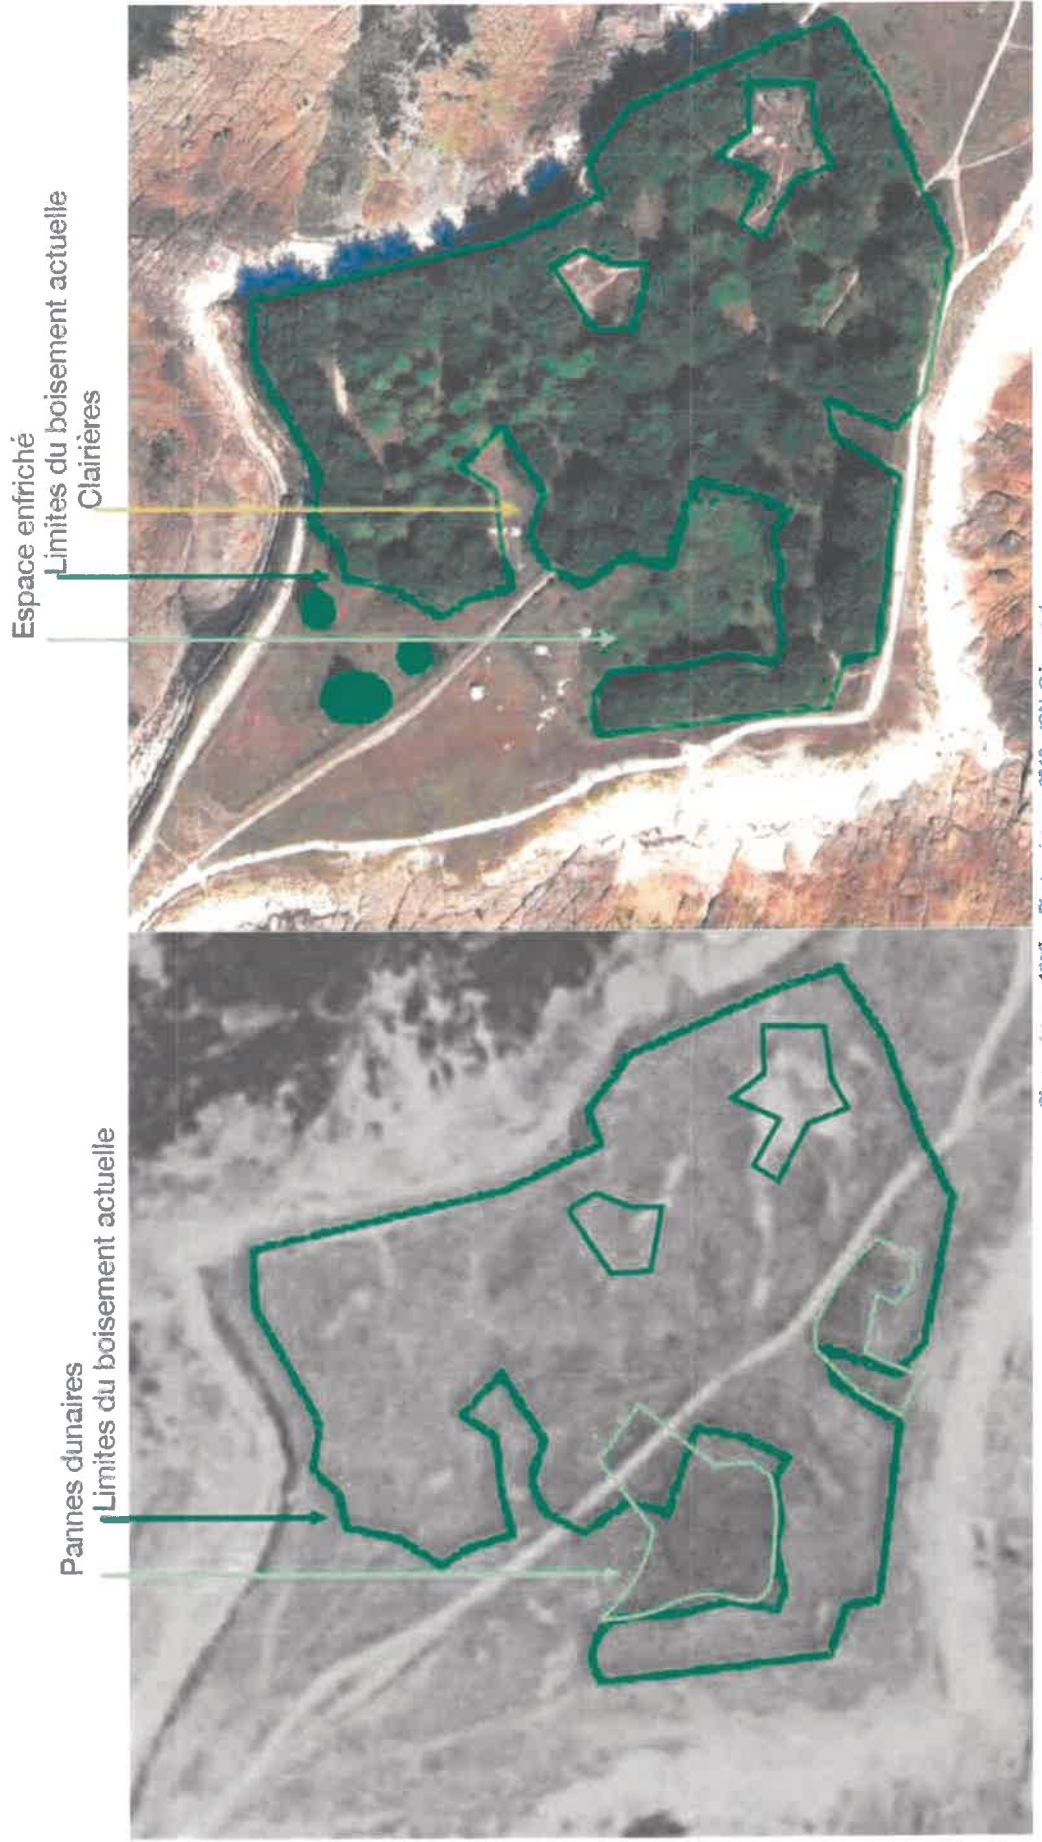 Pannes dunaires
Limites du boisement actuelle
Espace enfriché
Limites du boisement actuelle
Clairières